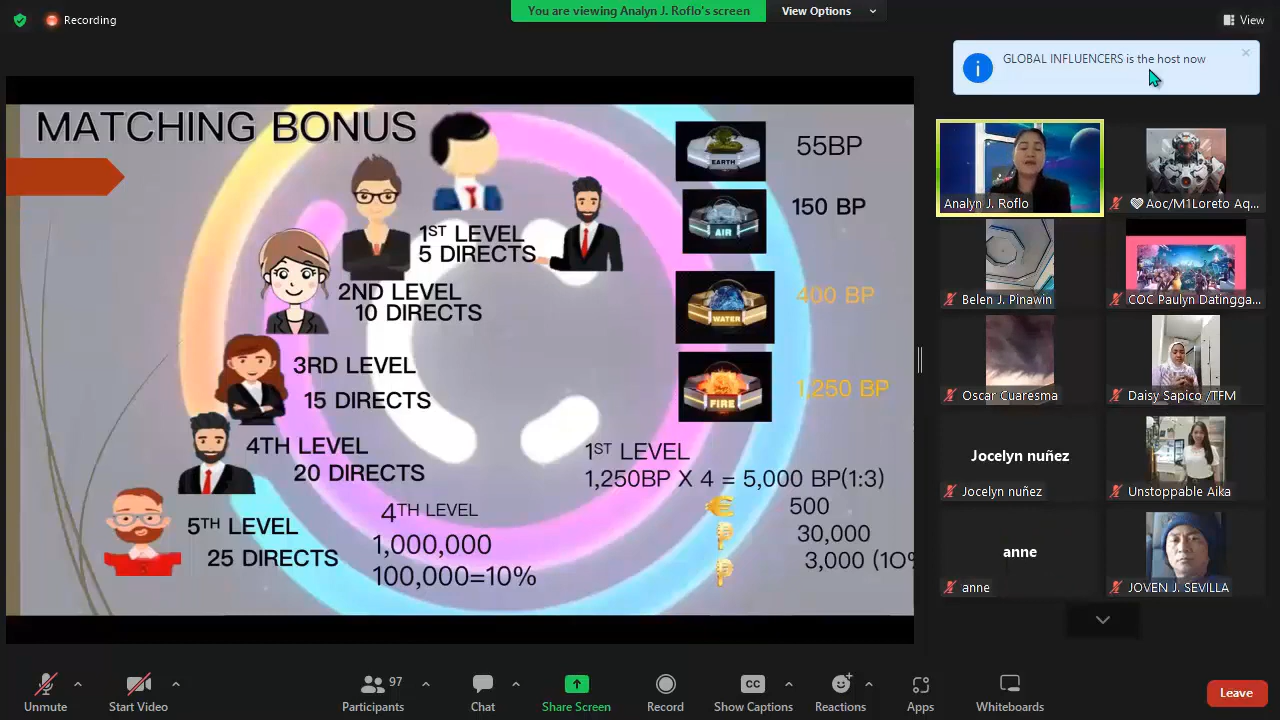 Recording
You are viewing Analyn J. Roflo's screen
View Options
View
GLOBAL INFLUENCERS is the host now
MATCHING BONUS
1ST LEVEL
5 DIRECTS
2ND LEVEL
10 DIRECTS
3RD LEVEL
15 DIRECTS
4TH LEVEL
20 DIRECTS
5TH LEVEL
25 DIRECTS
4TH LEVEL
1,000,000
100,000=10%
EARTH
55BP
AIR
150 BP
WATER
400 BP
FIRE
1,250 BP
1ST LEVEL
1,250BP X 4 = 5,000 BP(1:3)
€ 500
₱ 30,000
₱ 3,000 (10%
Analyn J. Roflo
Aoc/M1Loreto Aq...
Belen J. Pinawin
COC Paulyn Datingga...
Oscar Cuaresma
Daisy Sapico /TFM
Jocelyn nuñez
Jocelyn nuñez
Unstoppable Aika
anne
anne
JOVEN J. SEVILLA
Unmute
Start Video
Participants
97
Chat
Share Screen
Record
CC
Show Captions
Reactions
Apps
Whiteboards
Leave